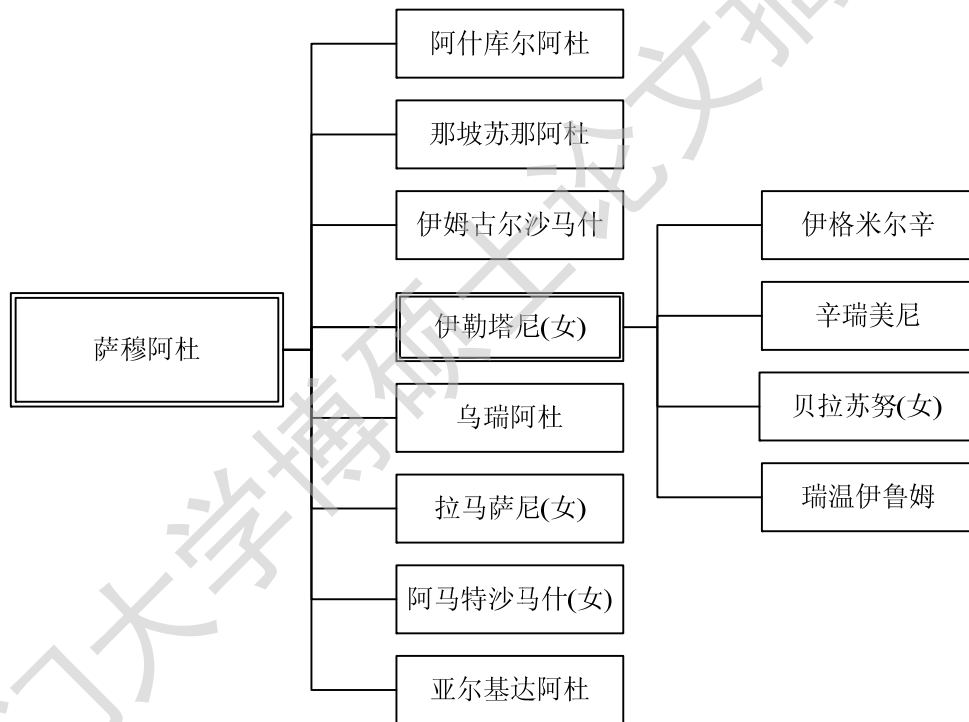 阿什库尔阿杜
那坡苏那阿杜
伊姆古尔沙马什
伊格米尔辛
萨穆阿杜
伊勒塔尼(女)
辛瑞美尼
乌瑞阿杜
贝拉苏努(女)
拉马萨尼(女)
瑞温伊鲁姆
阿马特沙马什(女)
亚尔基达阿杜
门大学博硕士论文摘